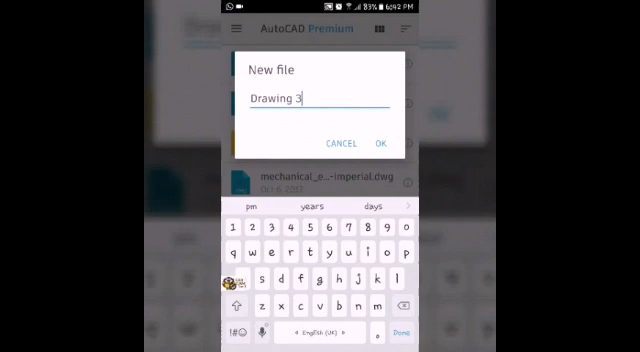 83% 6:42 PM
AutoCAD Premium
New file
Drawing 3
CANCEL OK
mechanical_e...-imperial.dwg
Oct 6, 2017
pm years days
1 2 3 4 5 6 7 8 9 0
q w e r t y u i o p
s d f g h j k l
z x c v b n m
!#☺ English (UK) . Done